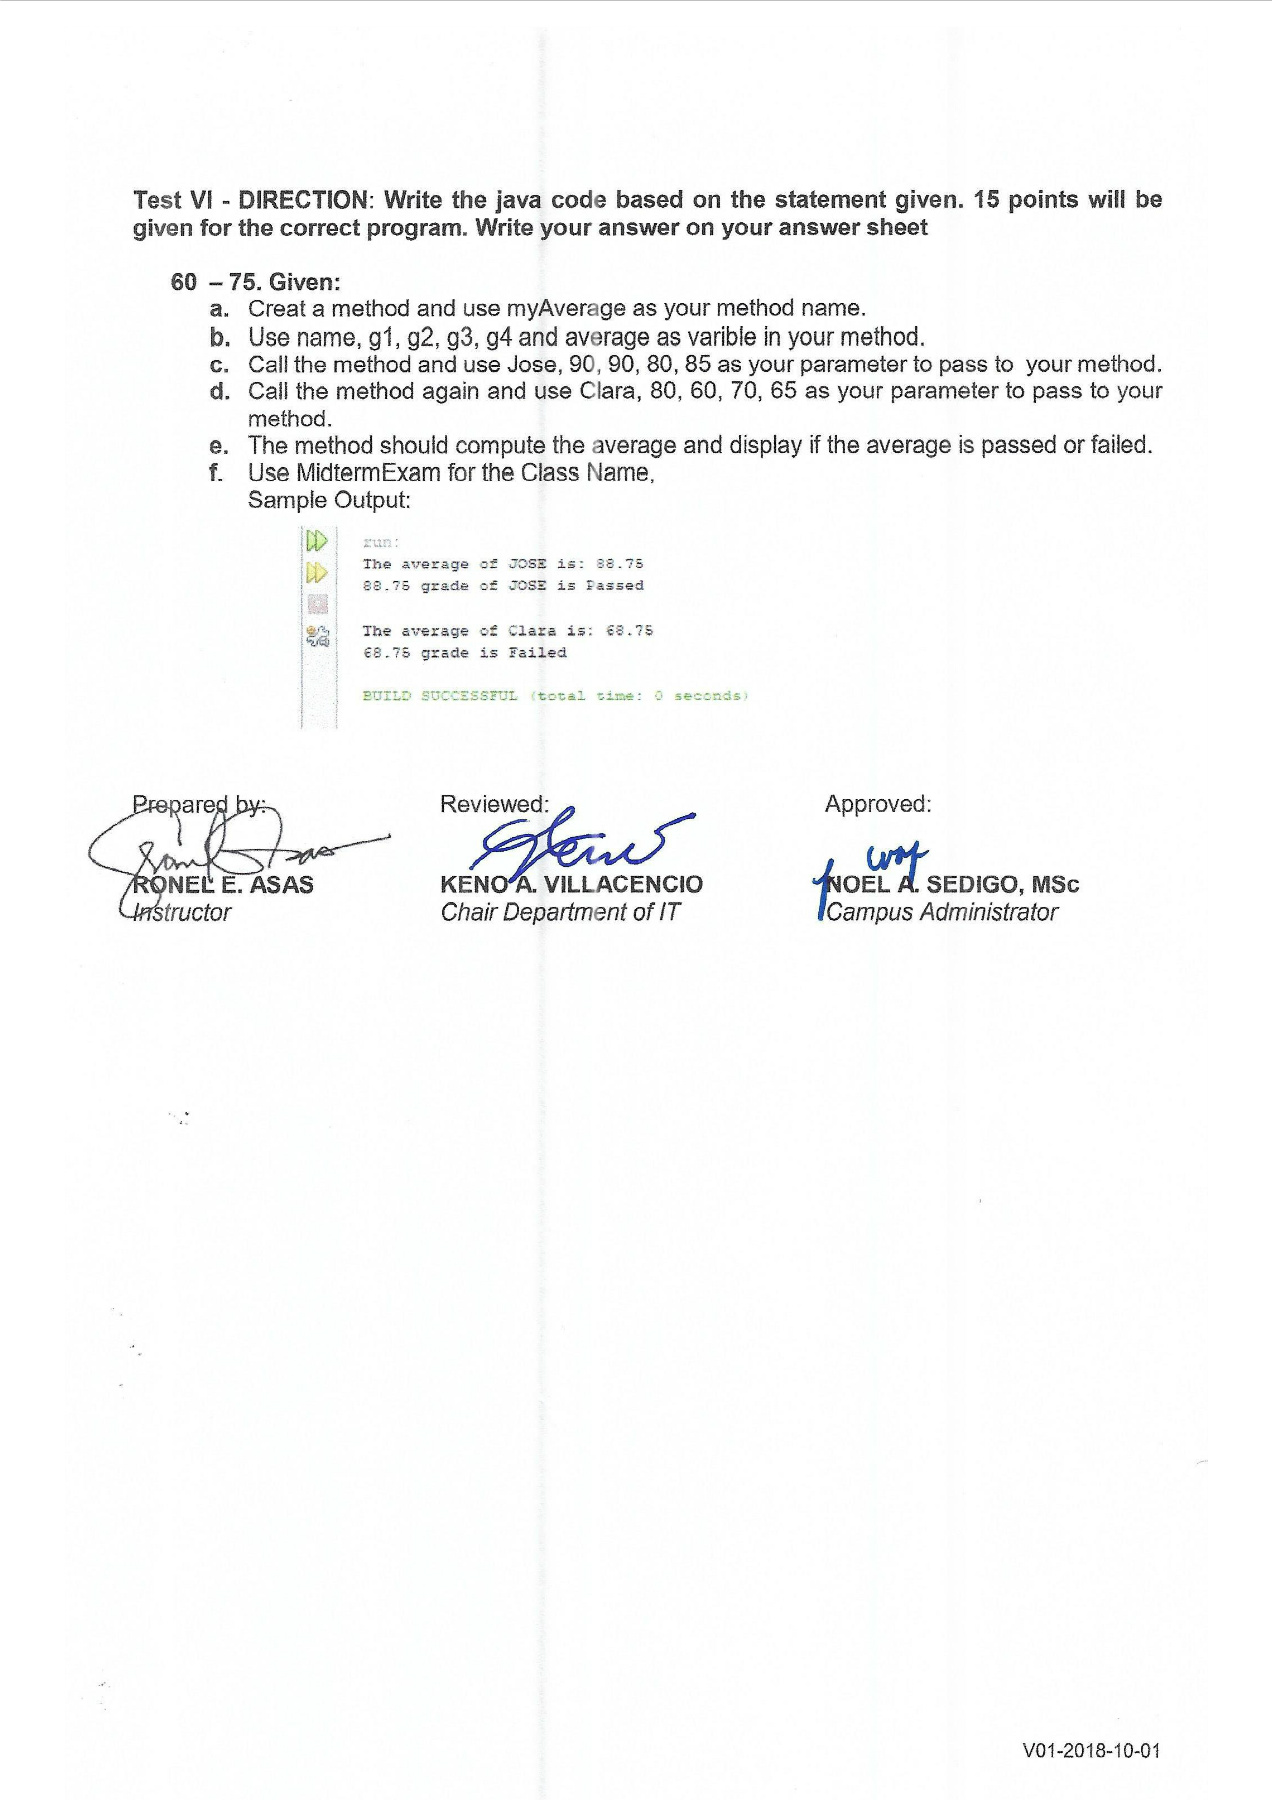 Test VI - DIRECTION: Write the java code based on the statement given. 15 points will be
given for the correct program. Write your answer on your answer sheet
60 – 75. Given:
a. Creat a method and use myAverage as your method name.
b. Use name, g1, g2, g3, g4 and average as varible in your method.
c. Call the method and use Jose, 90, 90, 80, 85 as your parameter to pass to your method.
d. Call the method again and use Clara, 80, 60, 70, 65 as your parameter to pass to your
method.
e. The method should compute the average and display if the average is passed or failed.
f. Use MidtermExam for the Class Name,
Sample Output:
run:
The average of JOSE is: 88.75
88.75 grade of JOSE is Passed
The average of Clara is: 68.75
68.75 grade is Failed
BUILD SUCCESSFUL (total time: 0 seconds)
Prepared by: Reviewed: Approved:
RONEL E. ASAS KENO A. VILLACENCIO NOEL A. SEDIGO, MSc
Instructor Chair Department of IT Campus Administrator
V01-2018-10-01